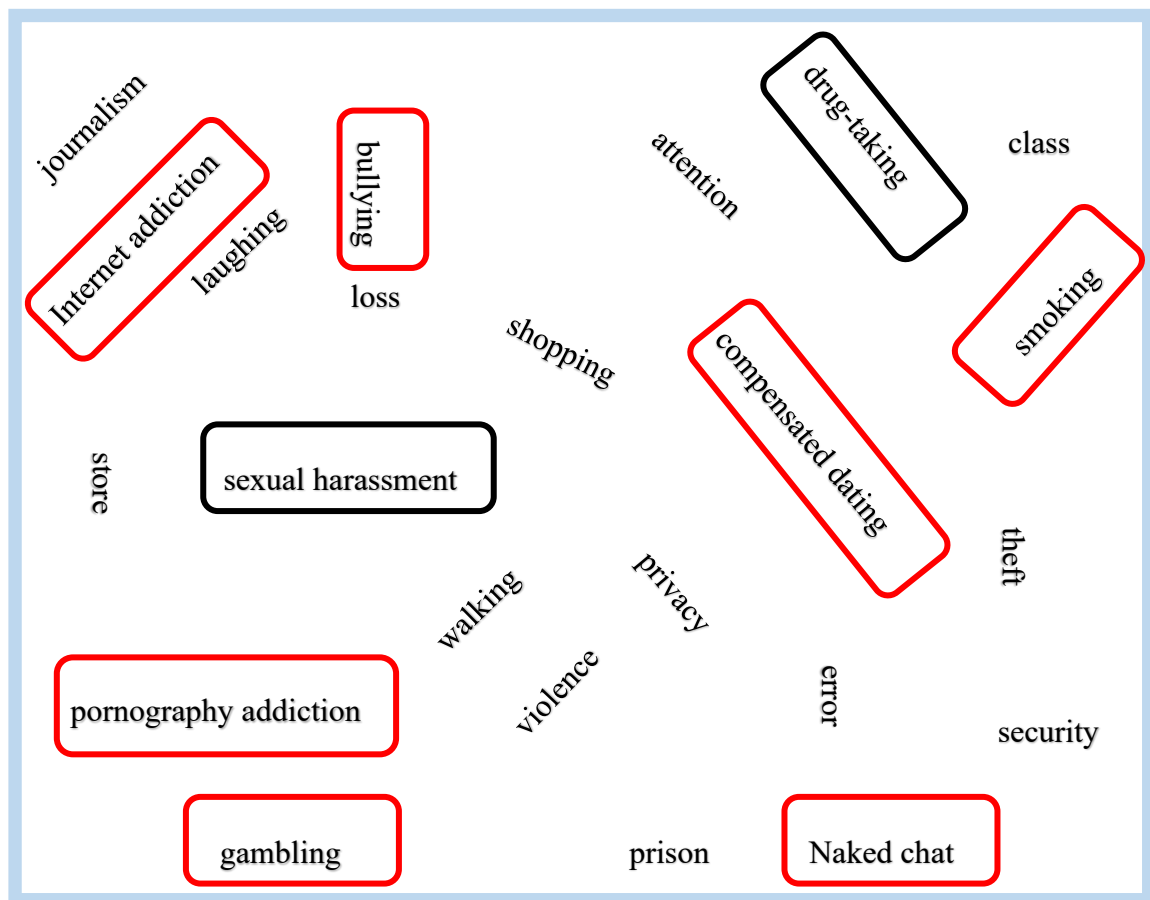 journalism
drug-taking
class
bullying
attention
Internet addiction
laughing
loss
smoking
shopping
compensated dating
store
sexual harassment
theft
walking
privacy
violence
error
pornography addiction
security
gambling
prison
Naked chat